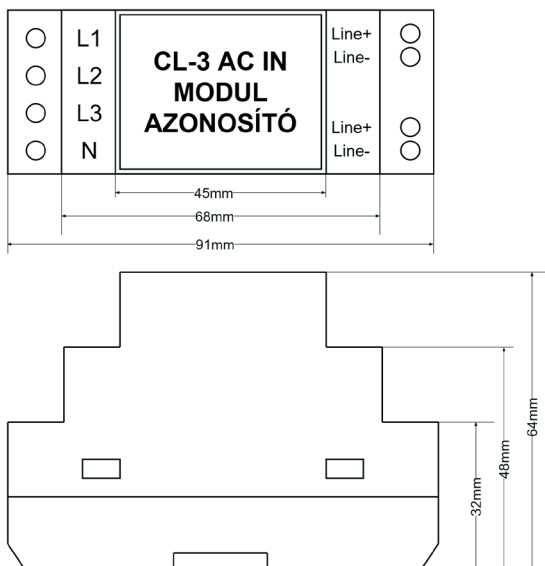 L1
L2
L3
N
CL-3 AC IN
MODUL
AZONOSÍTÓ
Line+
Line-
Line+
Line-
45mm
68mm
91mm
64mm
48mm
32mm